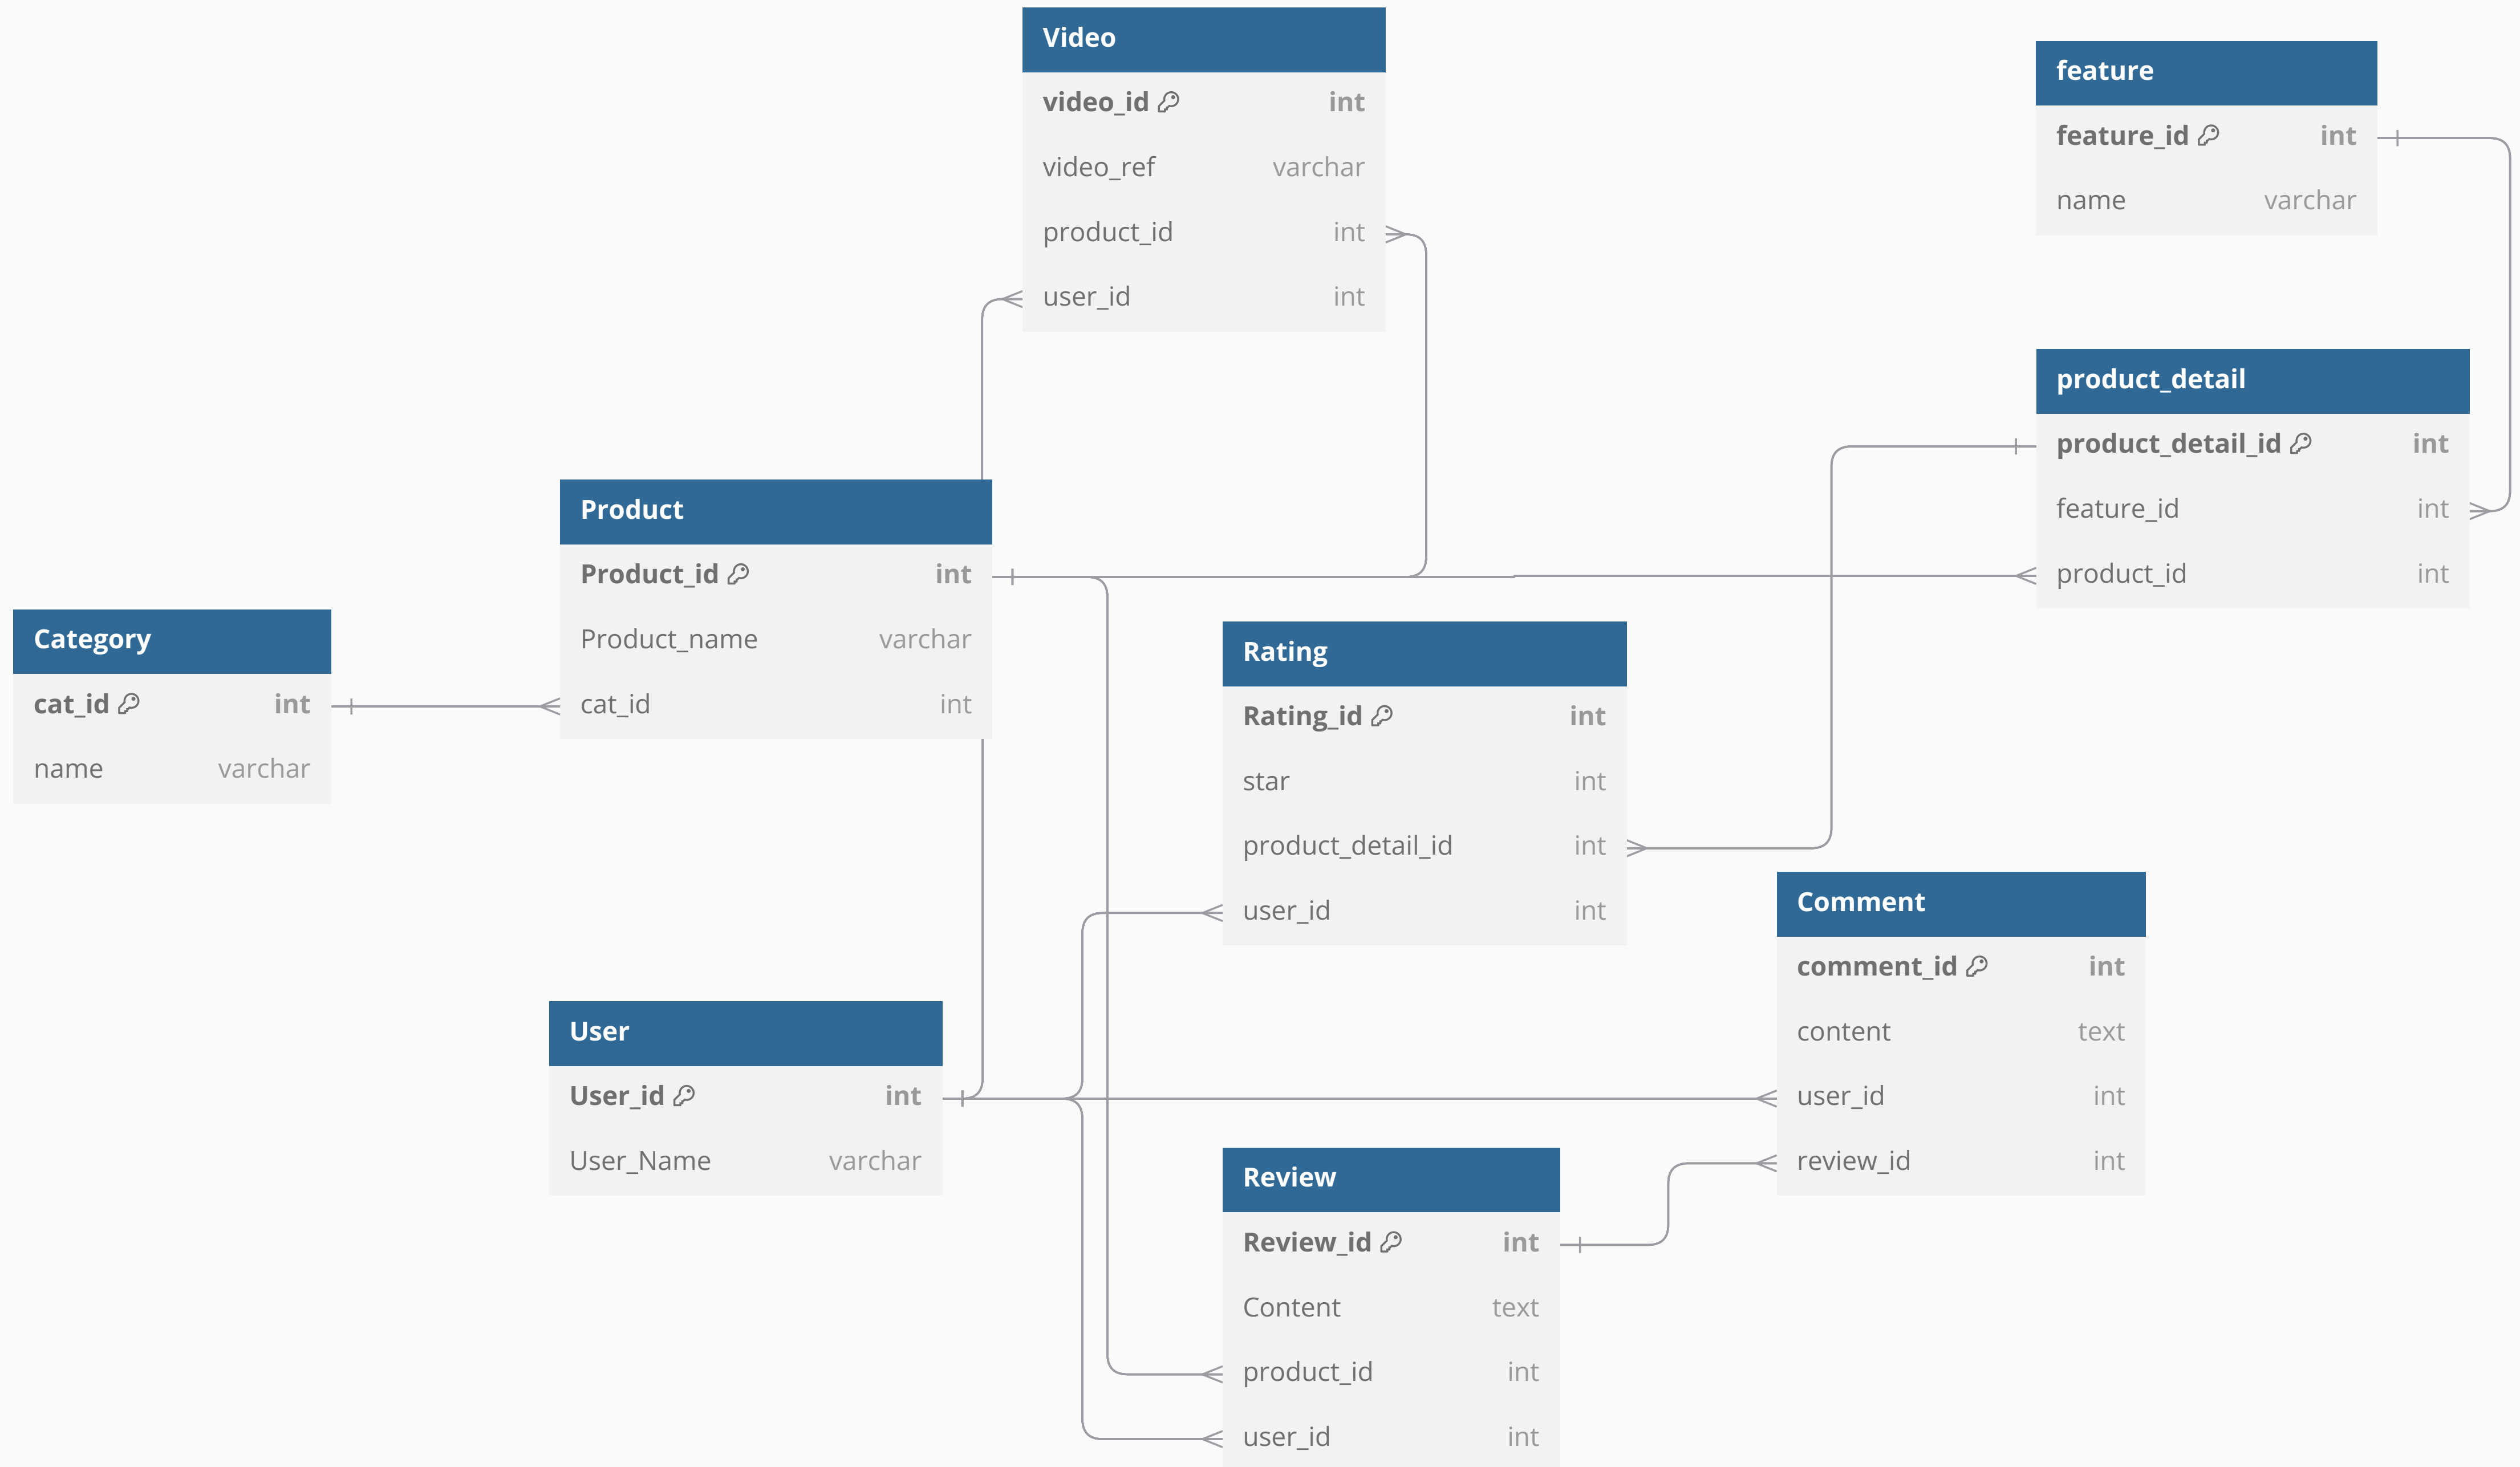 Video
video_id int
video_ref varchar
product_id int
user_id int
feature
feature_id int
name varchar
product_detail
product_detail_id int
feature_id int
product_id int
Product
Product_id int
Product_name varchar
cat_id int
Category
cat_id int
name varchar
Rating
Rating_id int
star int
product_detail_id int
user_id int
Comment
comment_id int
content text
user_id int
review_id int
User
User_id int
User_Name varchar
Review
Review_id int
Content text
product_id int
user_id int